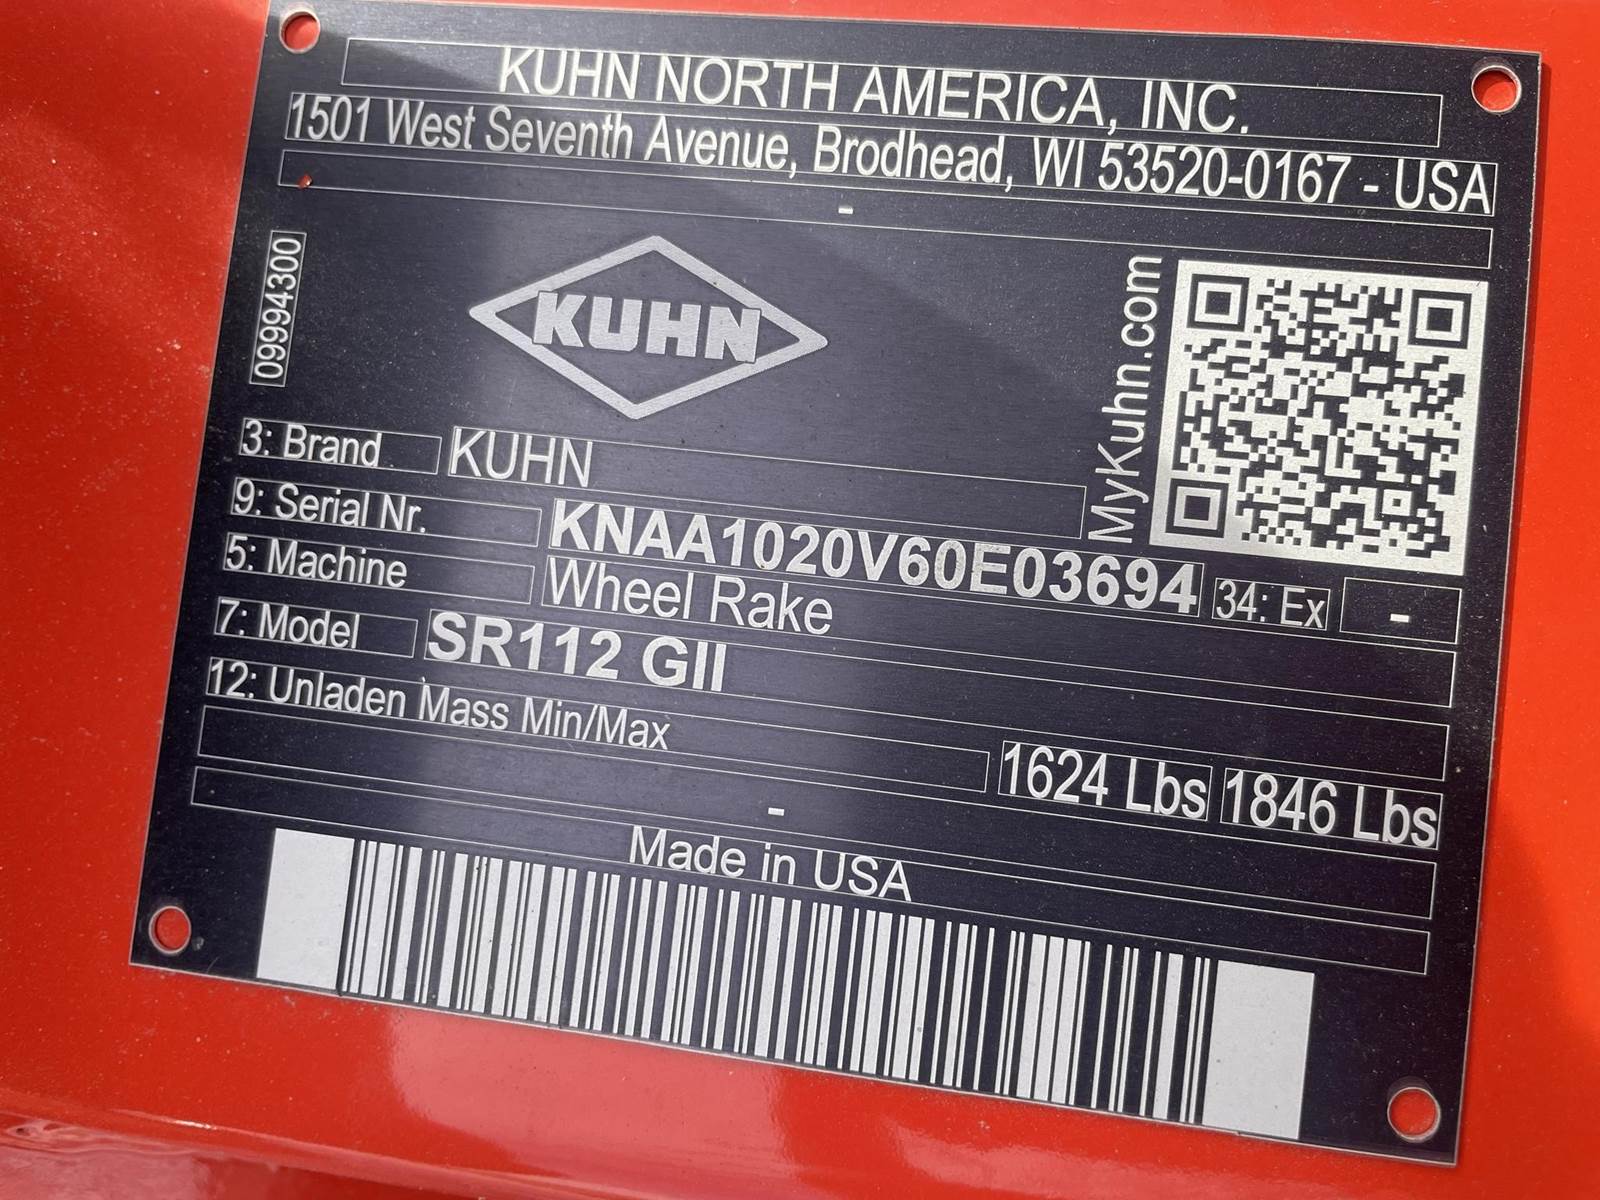 KUHN NORTH AMERICA, INC.
1501 West Seventh Avenue, Brodhead, WI 53520-0167 - USA
-
09994300
KUHN
MyKuhn.com
3: Brand KUHN
9: Serial Nr. KNAA1020V60E03694 34: Ex -
5: Machine Wheel Rake
7: Model SR112 GII
12: Unladen Mass Min/Max 1624 Lbs 1846 Lbs
-
Made in USA